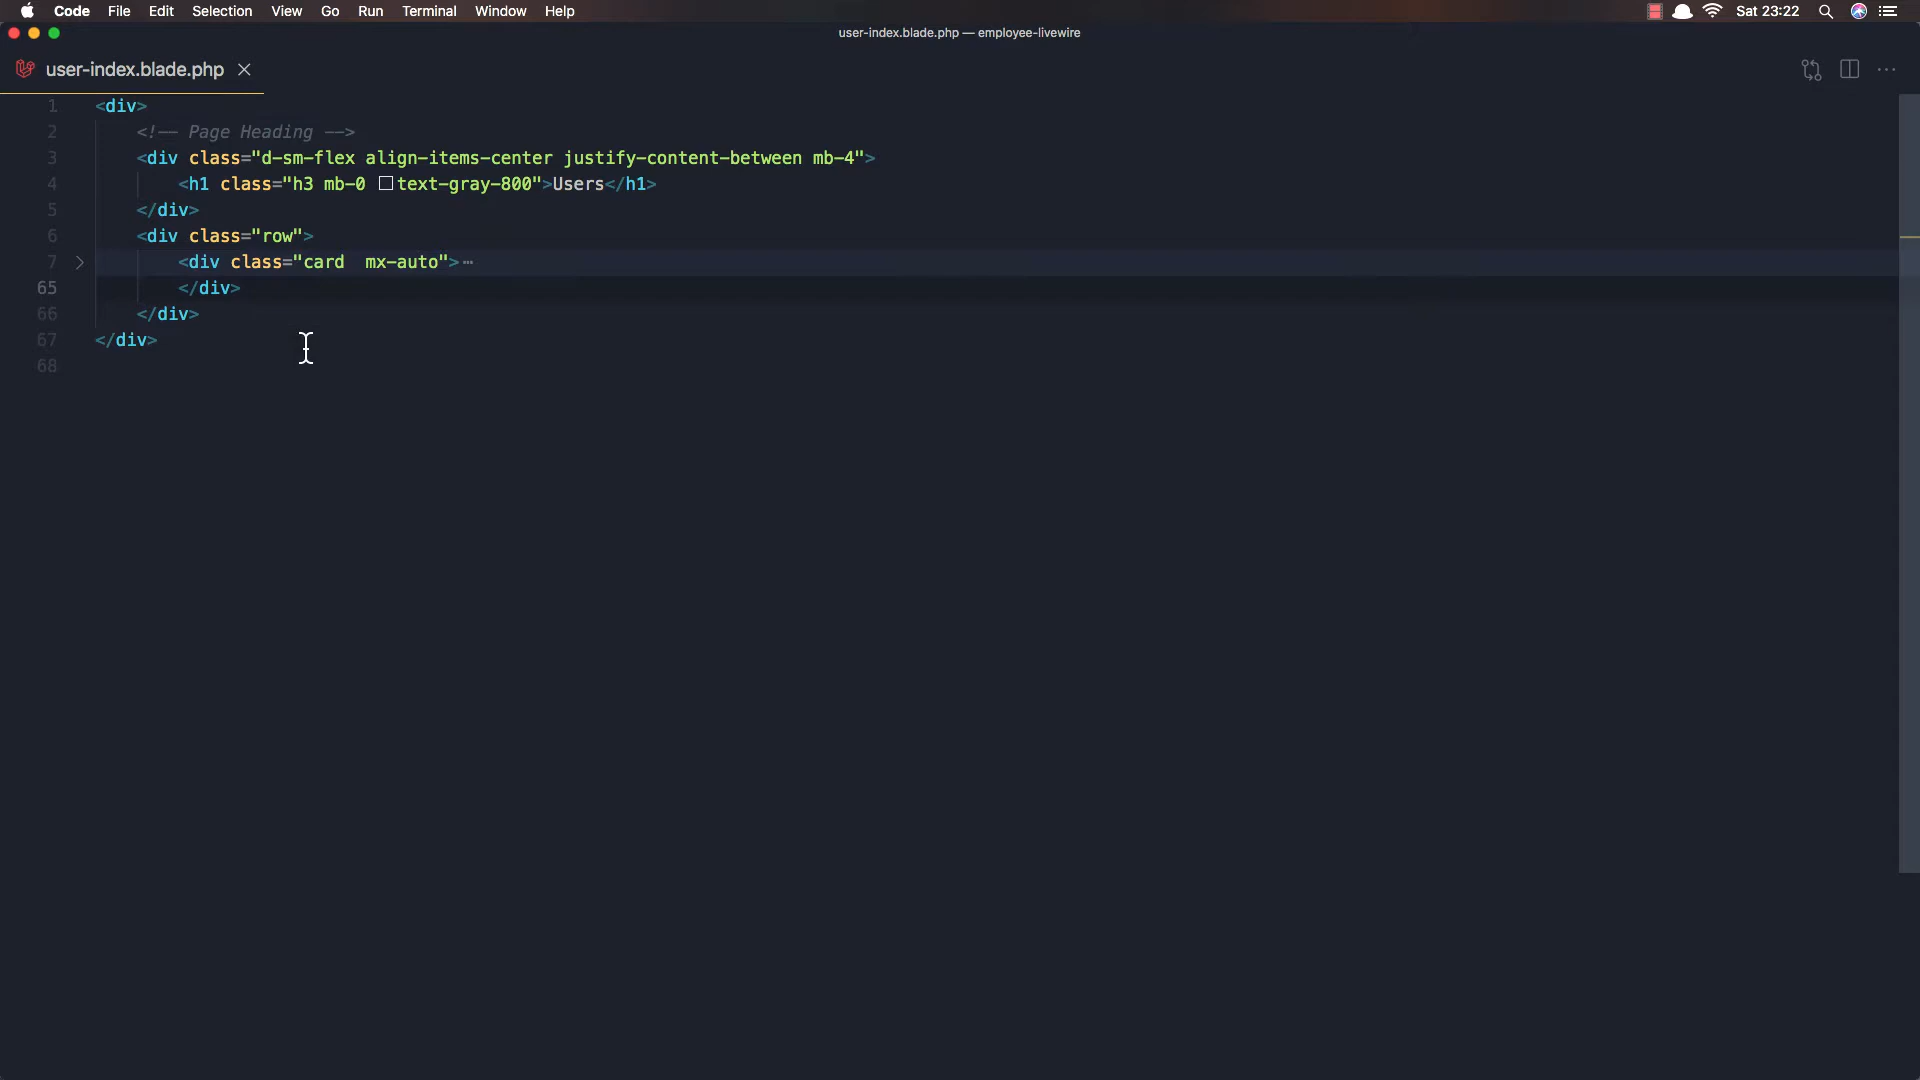 Code File Edit Selection View Go Run Terminal Window Help Sat 23:22
user-index.blade.php — employee-livewire
user-index.blade.php
1 <div>
2 <!-- Page Heading -->
3 <div class="d-sm-flex align-items-center justify-content-between mb-4">
4 <h1 class="h3 mb-0 text-gray-800">Users</h1>
5 </div>
6 <div class="row">
7 <div class="card  mx-auto">⋯
65 </div>
66 </div>
67 </div>
68